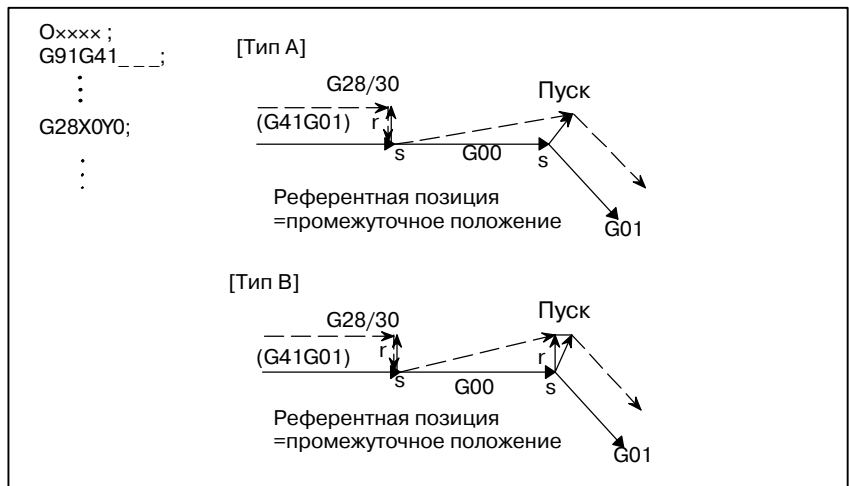 O×××× ;
G91G41_ _ _;
G28X0Y0;
[Тип A]
G28/30
Пуск
(G41G01)
r
s
G00
s
Референтная позиция
=промежуточное положение
G01
[Тип B]
G28/30
Пуск
(G41G01)
r
r
s
G00
s
Референтная позиция
=промежуточное положение
G01